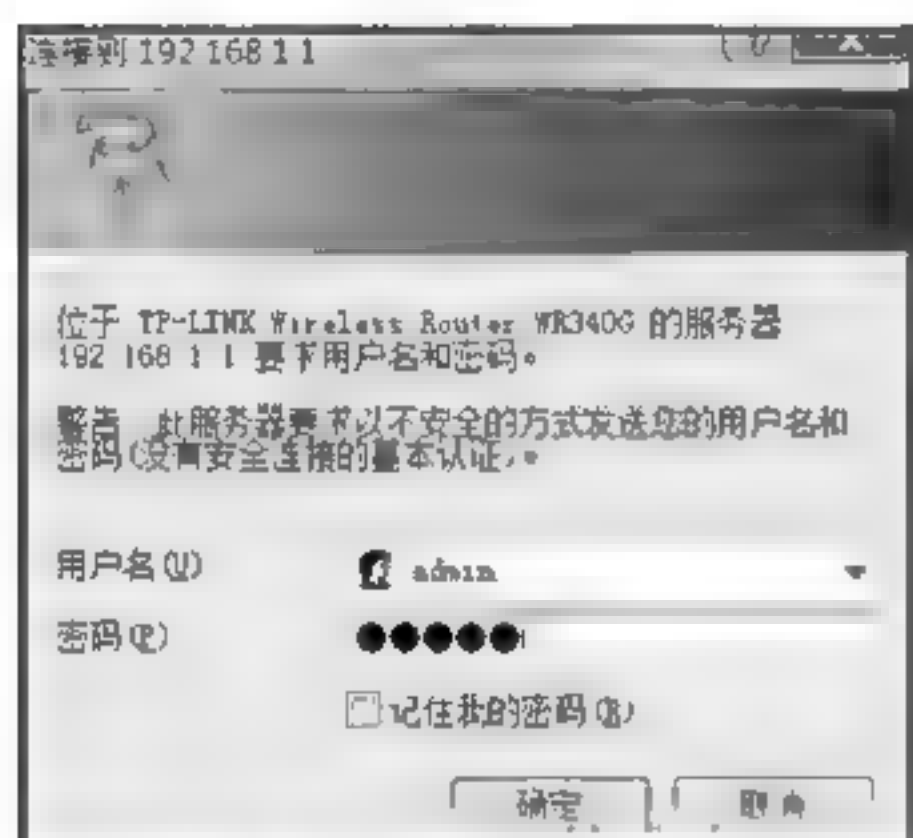 连接到 192 168 1 1
位于 TP-LINK Wireless Router WR340G 的服务器
192 168 1 1 要求用户名和密码。
警告 此服务器要求以不安全的方式发送您的用户名和
密码(没有安全连接的基本认证)。
用户名(U)
admin
密码(P)
记住我的密码(R)
确定
取消